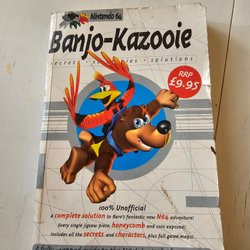 Nintendo 64
Banjo-Kazooie
secrets • strategies • solutions
RRP
£9.95
100% Unofficial
A complete solution to Rare's fantastic new N64 adventure!
Every single jigsaw piece, honeycomb and coin exposed!
Includes all the secrets and characters, plus full game maps!